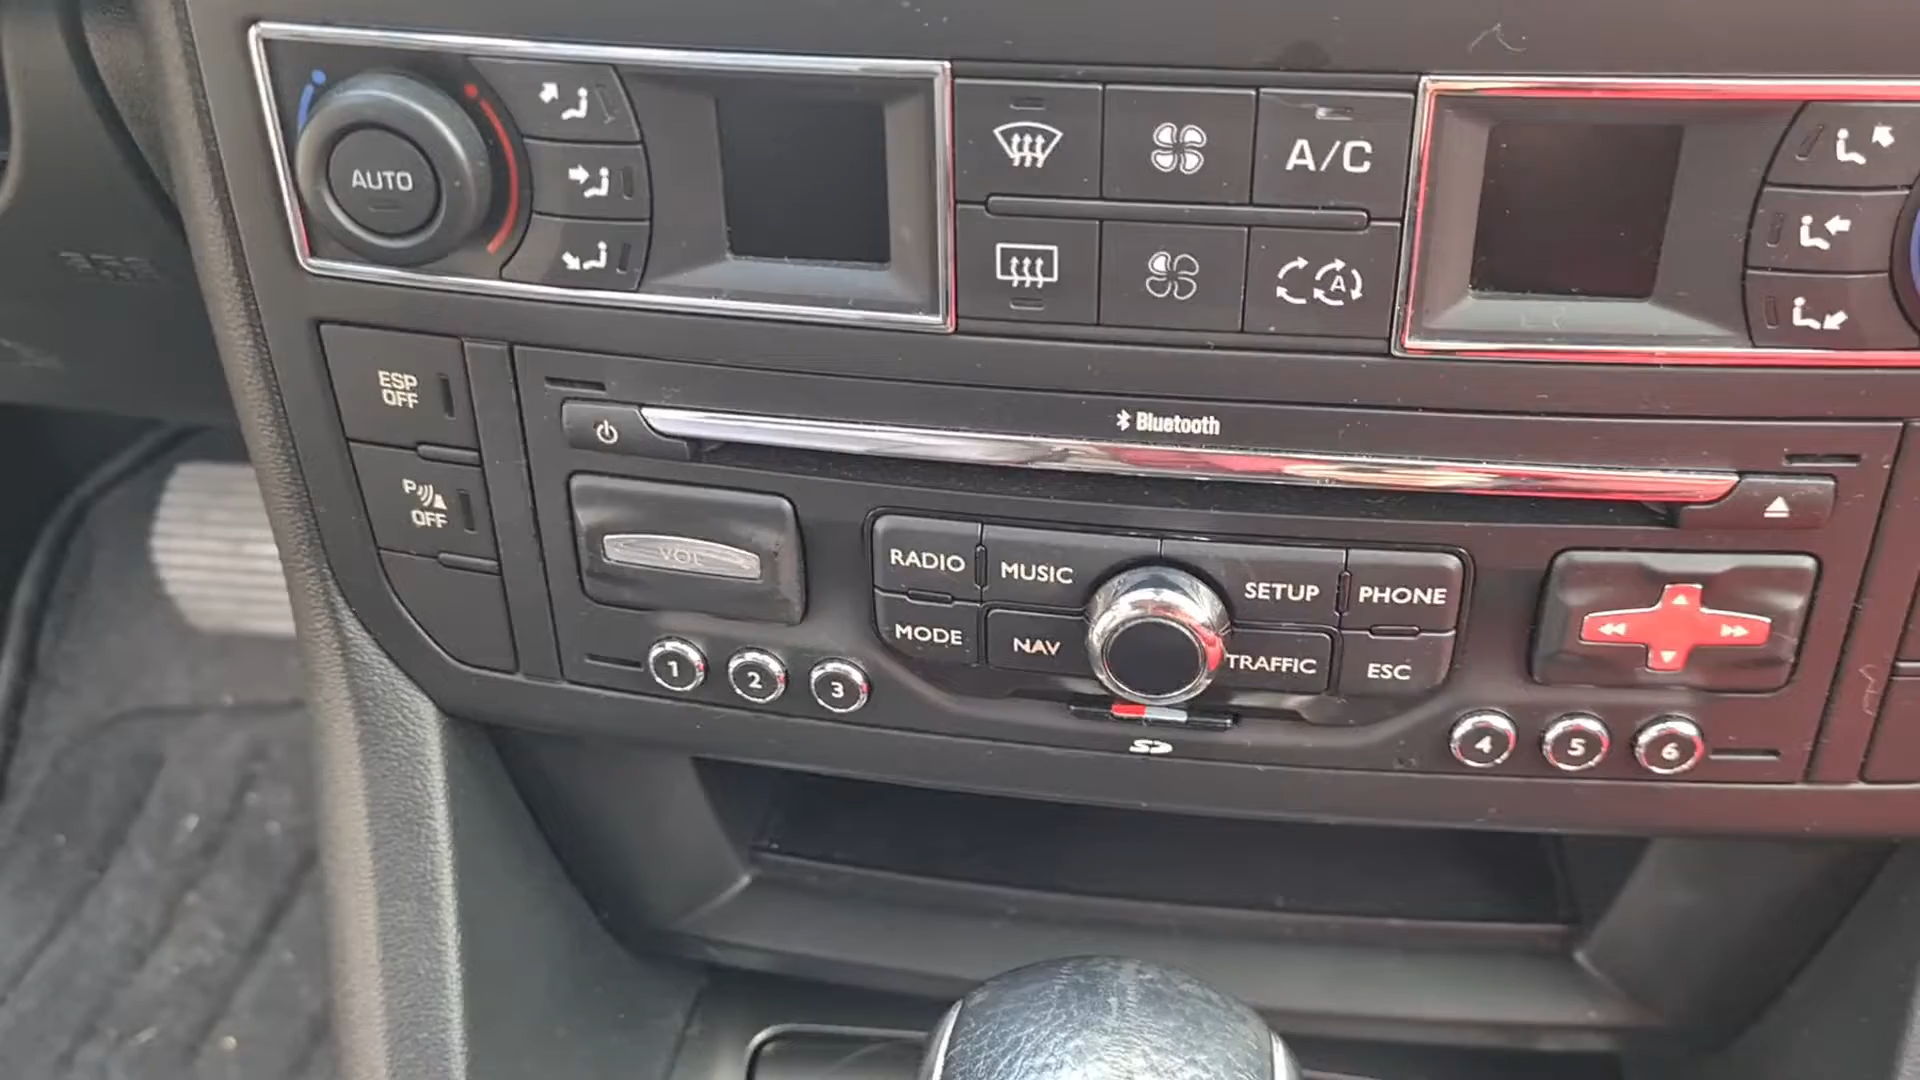 AUTO
A/C
A
ESP
OFF
Bluetooth
P
OFF
VOL
RADIO
MUSIC
SETUP
PHONE
MODE
NAV
TRAFFIC
ESC
1
2
3
4
5
6
SD